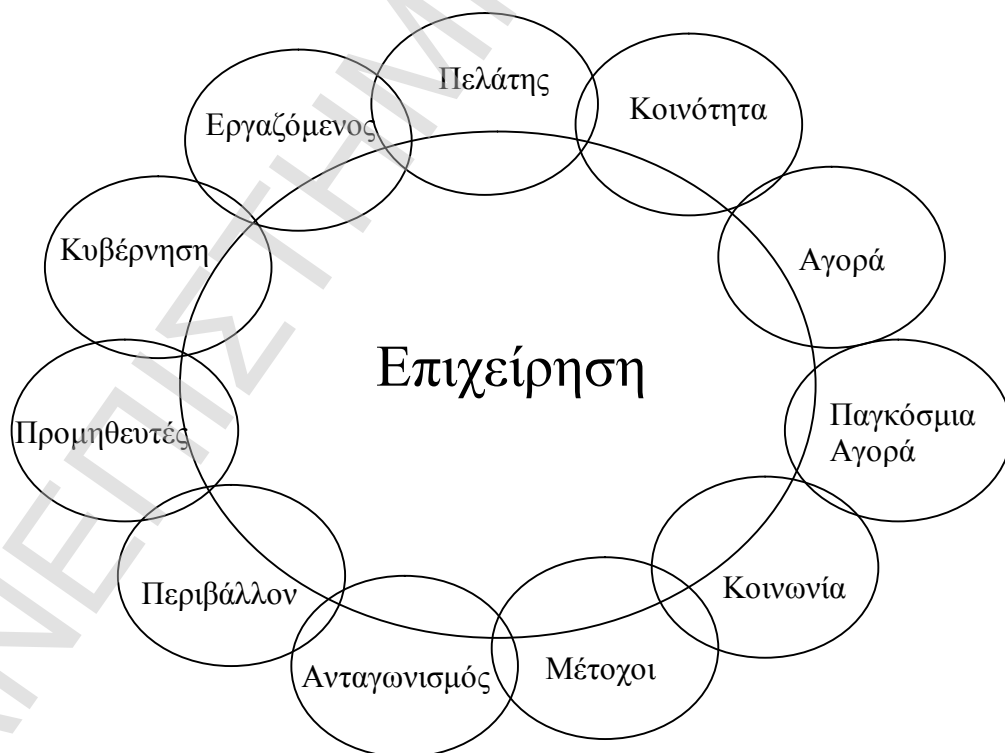 Πελάτης
Κοινότητα
Εργαζόμενος
Αγορά
Κυβέρνηση
Επιχείρηση
Παγκόσμια
Αγορά
Προμηθευτές
Κοινωνία
Περιβάλλον
Μέτοχοι
Ανταγωνισμός